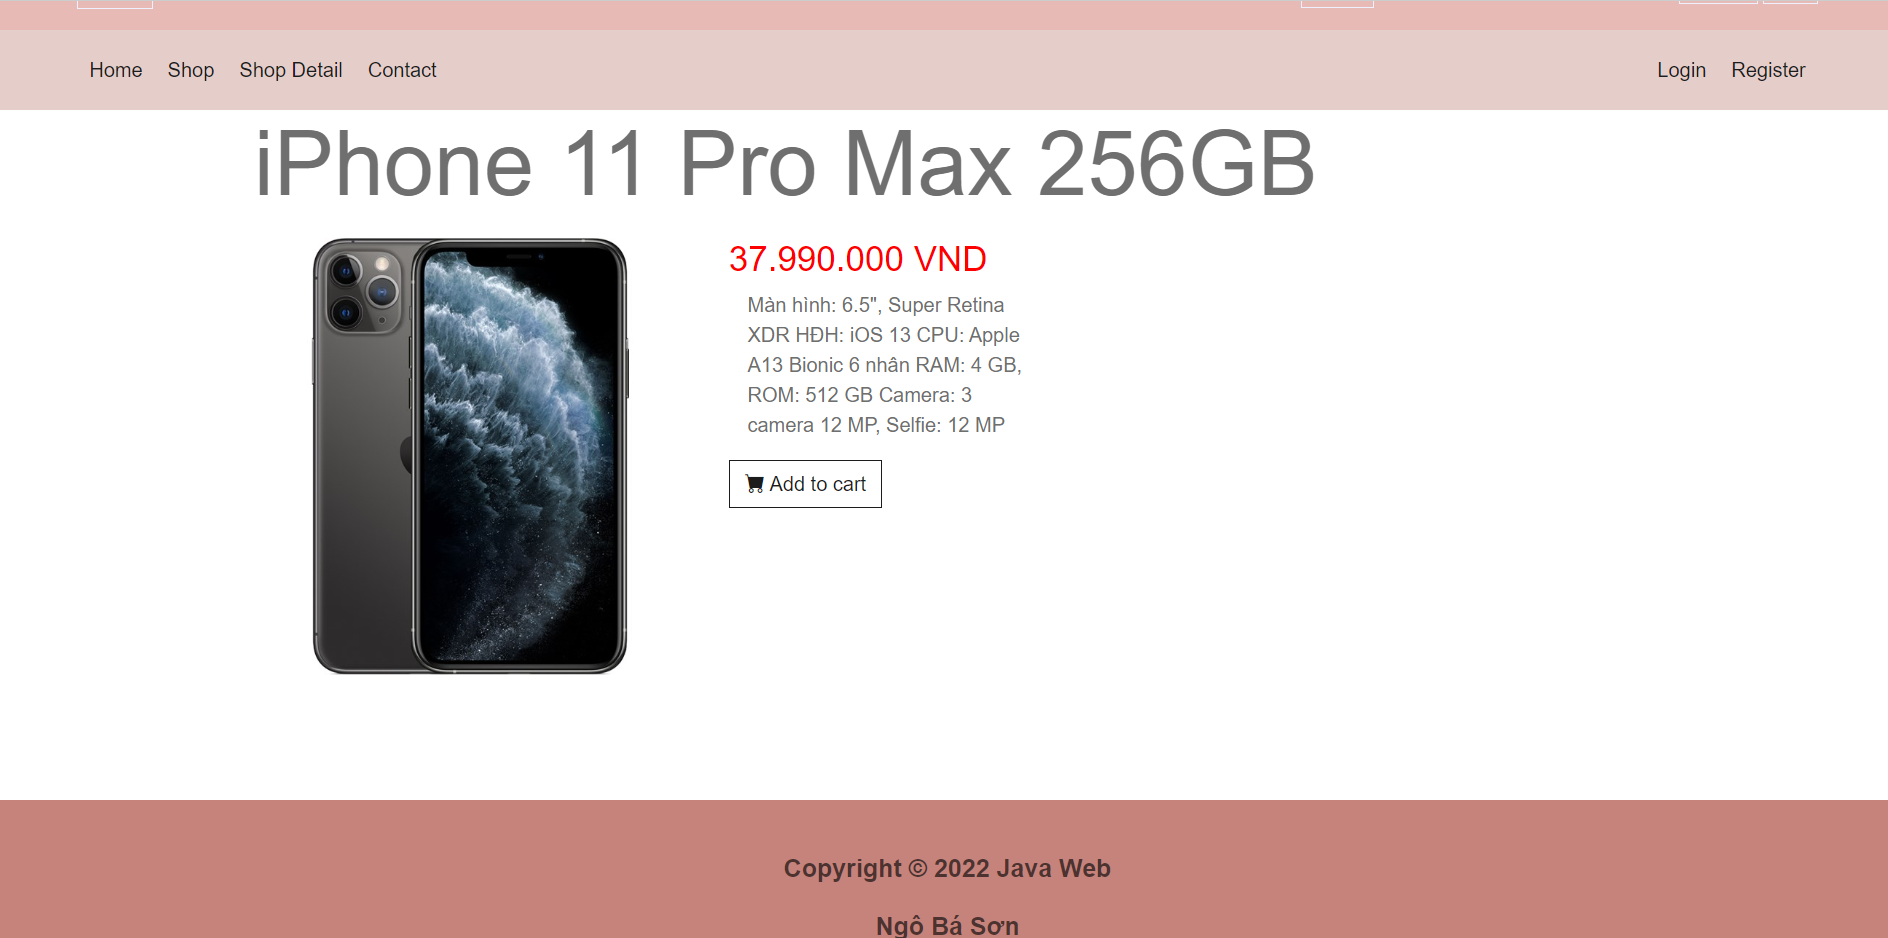 Home Shop Shop Detail Contact Login Register
iPhone 11 Pro Max 256GB
37.990.000 VND
Màn hình: 6.5", Super Retina
XDR HĐH: iOS 13 CPU: Apple
A13 Bionic 6 nhân RAM: 4 GB,
ROM: 512 GB Camera: 3
camera 12 MP, Selfie: 12 MP
Add to cart
Copyright © 2022 Java Web
Ngô Bá Sơn